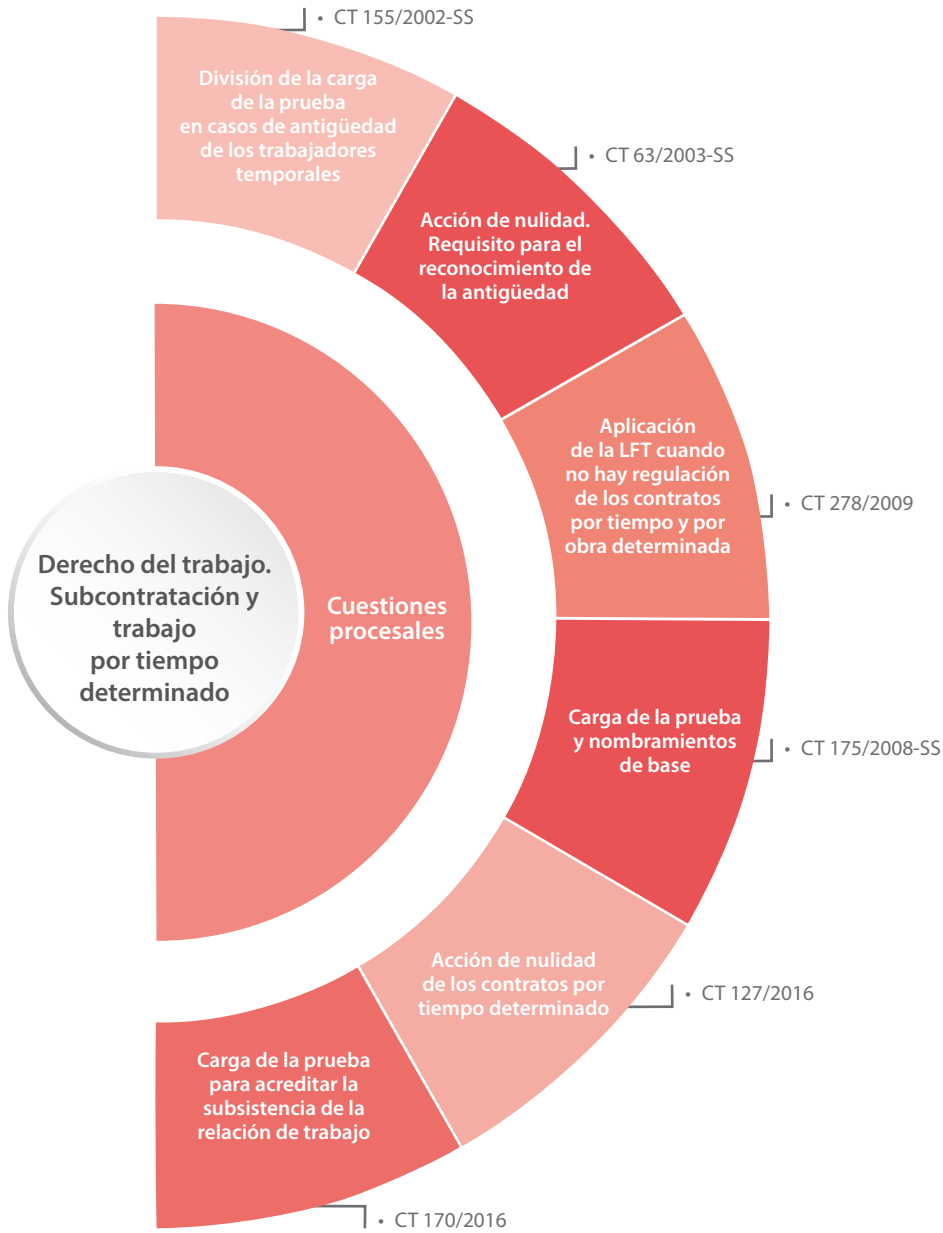 • CT 155/2002-SS
División de la carga
de la prueba
en casos de antigüedad
de los trabajadores
temporales
• CT 63/2003-SS
Acción de nulidad.
Requisito para el
reconocimiento de
la antigüedad
Aplicación
de la LFT cuando
no hay regulación
de los contratos
por tiempo y por
obra determinada
• CT 278/2009
Derecho del trabajo.
Subcontratación y
trabajo
por tiempo
determinado
Cuestiones
procesales
Carga de la prueba
y nombramientos
de base
• CT 175/2008-SS
Acción de nulidad
de los contratos por
tiempo determinado
• CT 127/2016
Carga de la prueba
para acreditar la
subsistencia de la
relación de trabajo
• CT 170/2016